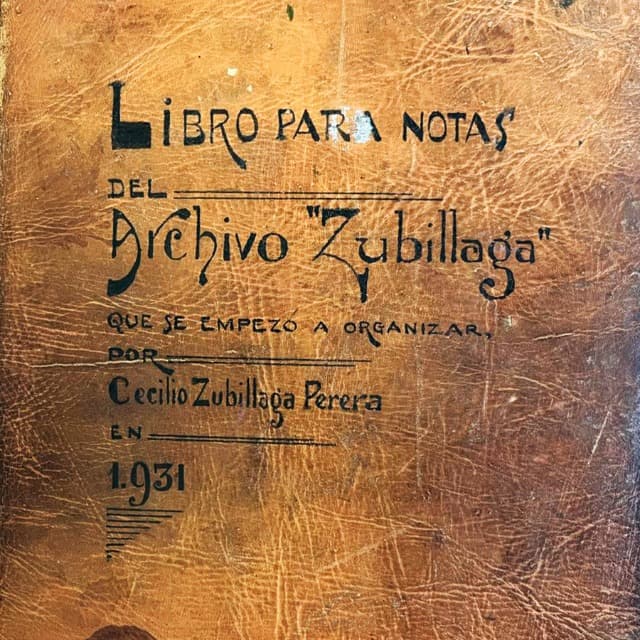 LIBRO PARA NOTAS
DEL
Archivo "Zubillaga"
QUE SE EMPEZÓ A ORGANIZAR,
POR
Cecilio Zubillaga Perera
EN
1.931